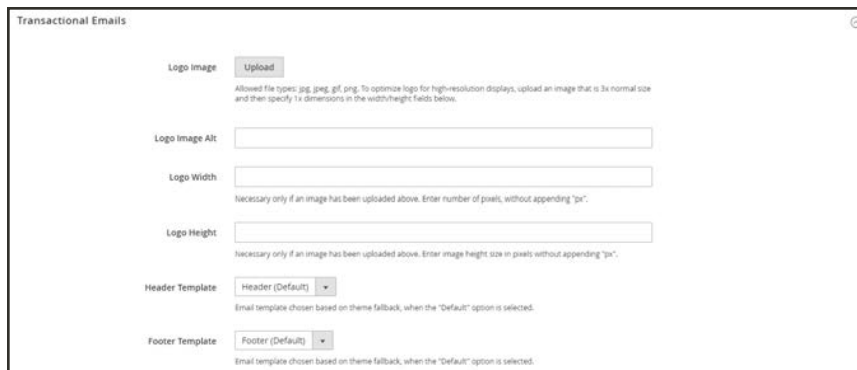 Transactional Emails
Logo Image
Upload
Allowed file types: jpg, jpeg, gif, png. To optimize logo for high-resolution displays, upload an image that is 3x normal size
and then specify 1x dimensions in the width/height fields below.
Logo Image Alt
Logo Width
Necessary only if an image has been uploaded above. Enter number of pixels, without appending "px".
Logo Height
Necessary only if an image has been uploaded above. Enter image height size in pixels without appending "px".
Header Template
Header (Default)
Email template chosen based on theme fallback, when the "Default" option is selected.
Footer Template
Footer (Default)
Email template chosen based on theme fallback, when the "Default" option is selected.